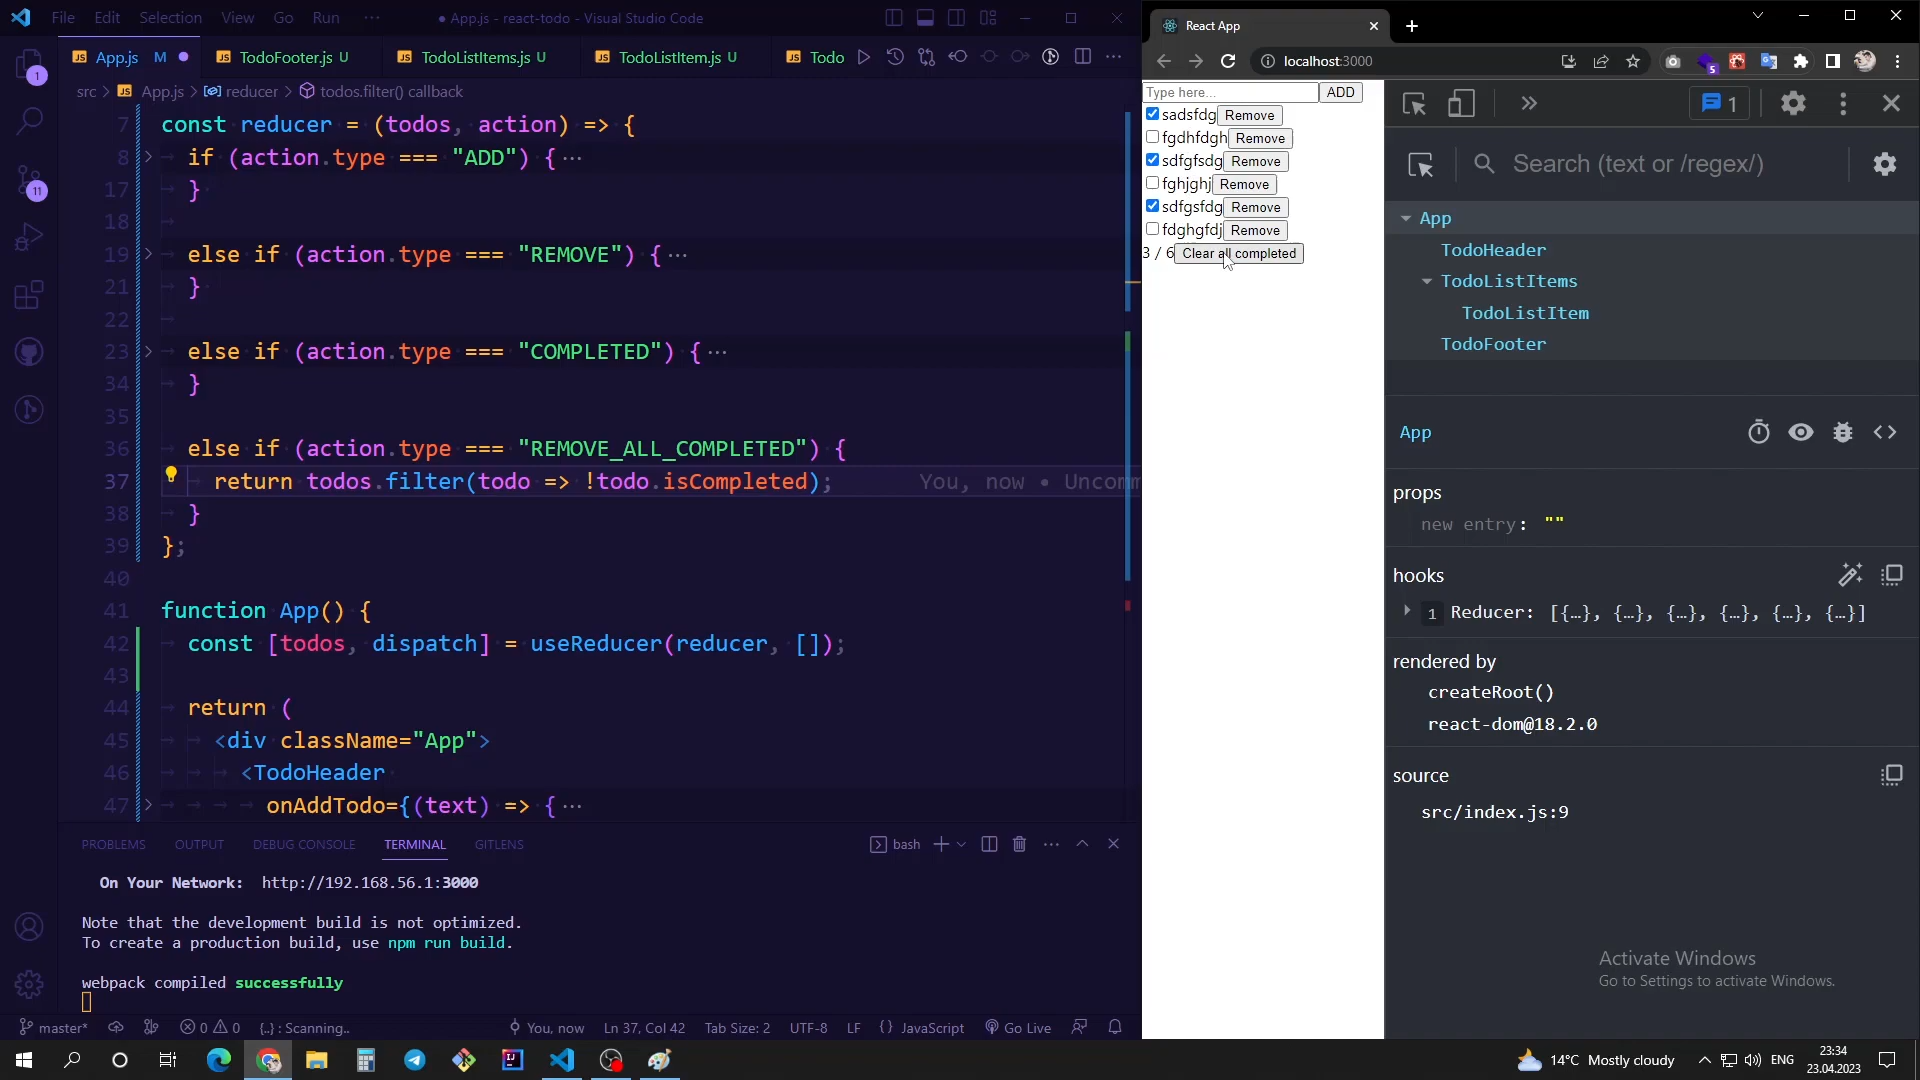 File Edit Selection View Go Run ··· ● App.js - react-todo - Visual Studio Code
App.js M ● TodoFooter.js U TodoListItems.js U TodoListItem.js U Todo
src > App.js > reducer > todos.filter() callback
7 const reducer = (todos, action) => {
8 if (action.type === "ADD") {···
17 }
18
19 else if (action.type === "REMOVE") {···
21 }
22
23 else if (action.type === "COMPLETED") {···
34 }
35
36 else if (action.type === "REMOVE_ALL_COMPLETED") {
37 return todos.filter(todo => !todo.isCompleted); You, now • Uncomm
38 }
39 };
40
41 function App() {
42 const [todos, dispatch] = useReducer(reducer, []);
43
44 return (
45 <div className="App">
46 <TodoHeader
47 onAddTodo={(text) => {···
PROBLEMS OUTPUT DEBUG CONSOLE TERMINAL GITLENS bash
On Your Network: http://192.168.56.1:3000
Note that the development build is not optimized.
To create a production build, use npm run build.
webpack compiled successfully
master* 0 0 {..} : Scanning.. You, now Ln 37, Col 42 Tab Size: 2 UTF-8 LF {} JavaScript Go Live
1
11
React App
localhost:3000
5
Type here... ADD
sadsfdg Remove
fgdhfdgh Remove
sdfgfsdg Remove
fghjghj Remove
sdfgsfdg Remove
fdghgfdj Remove
3 / 6 Clear all completed
1
Search (text or /regex/)
App
TodoHeader
TodoListItems
TodoListItem
TodoFooter
App
props
new entry: ""
hooks
1 Reducer: [{…}, {…}, {…}, {…}, {…}, {…}]
rendered by
createRoot()
react-dom@18.2.0
source
src/index.js:9
Activate Windows
Go to Settings to activate Windows.
14°C Mostly cloudy ENG 23:34
23.04.2023